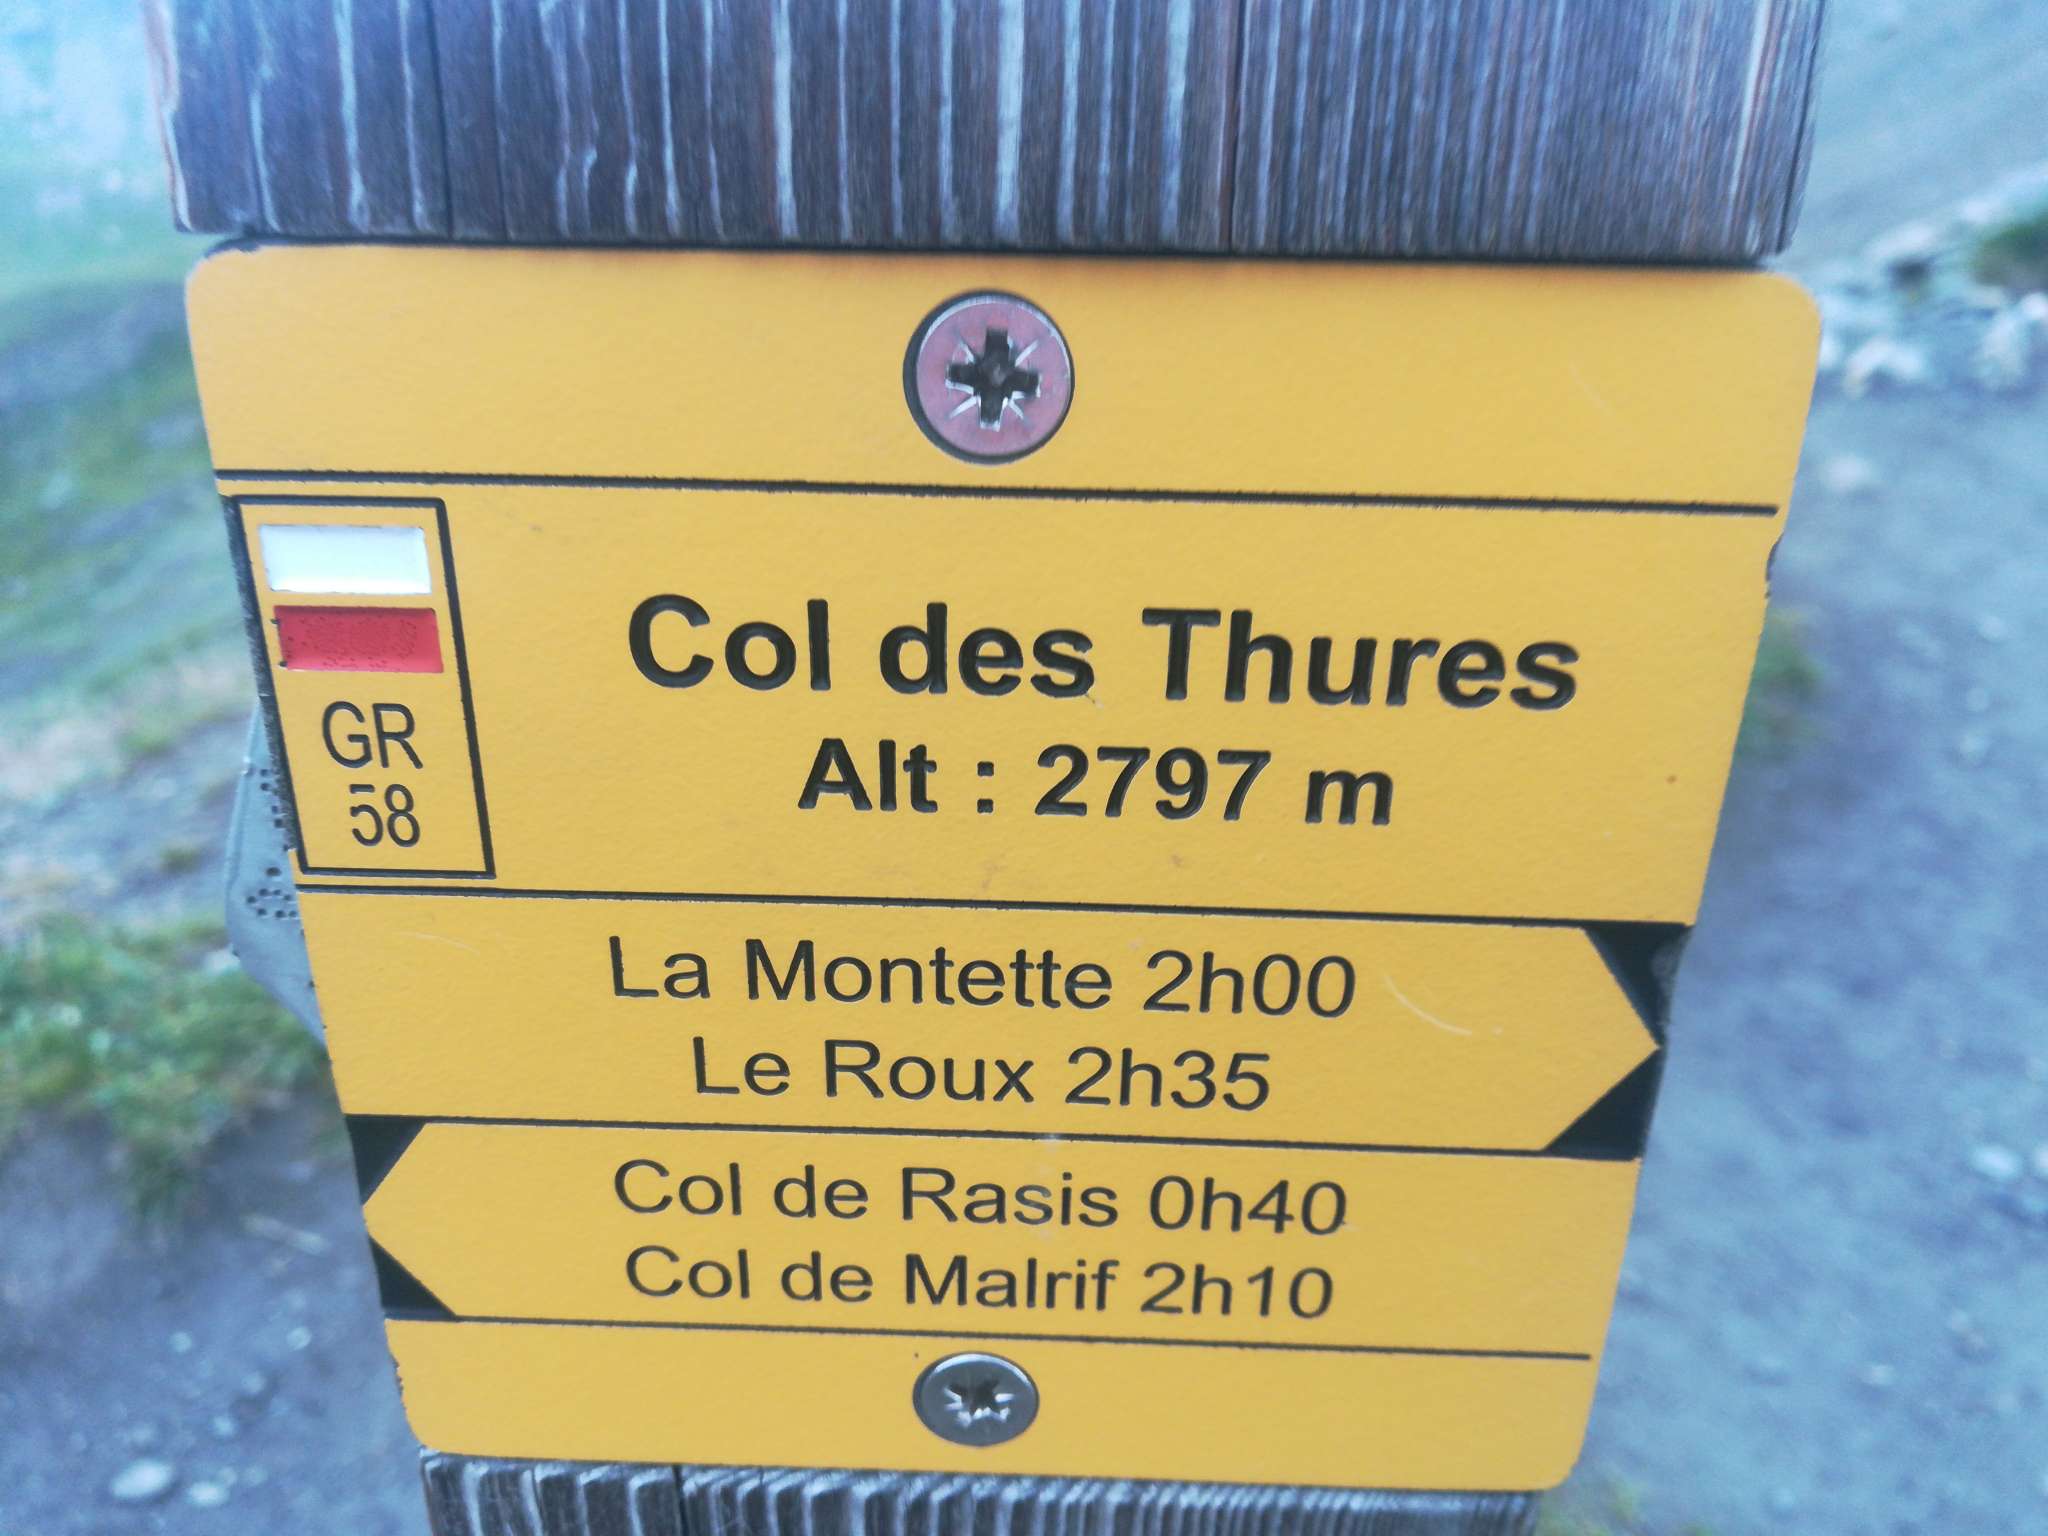 GR
58
Col des Thures
Alt : 2797 m
La Montette 2h00
Le Roux 2h35
Col de Rasis 0h40
Col de Malrif 2h10